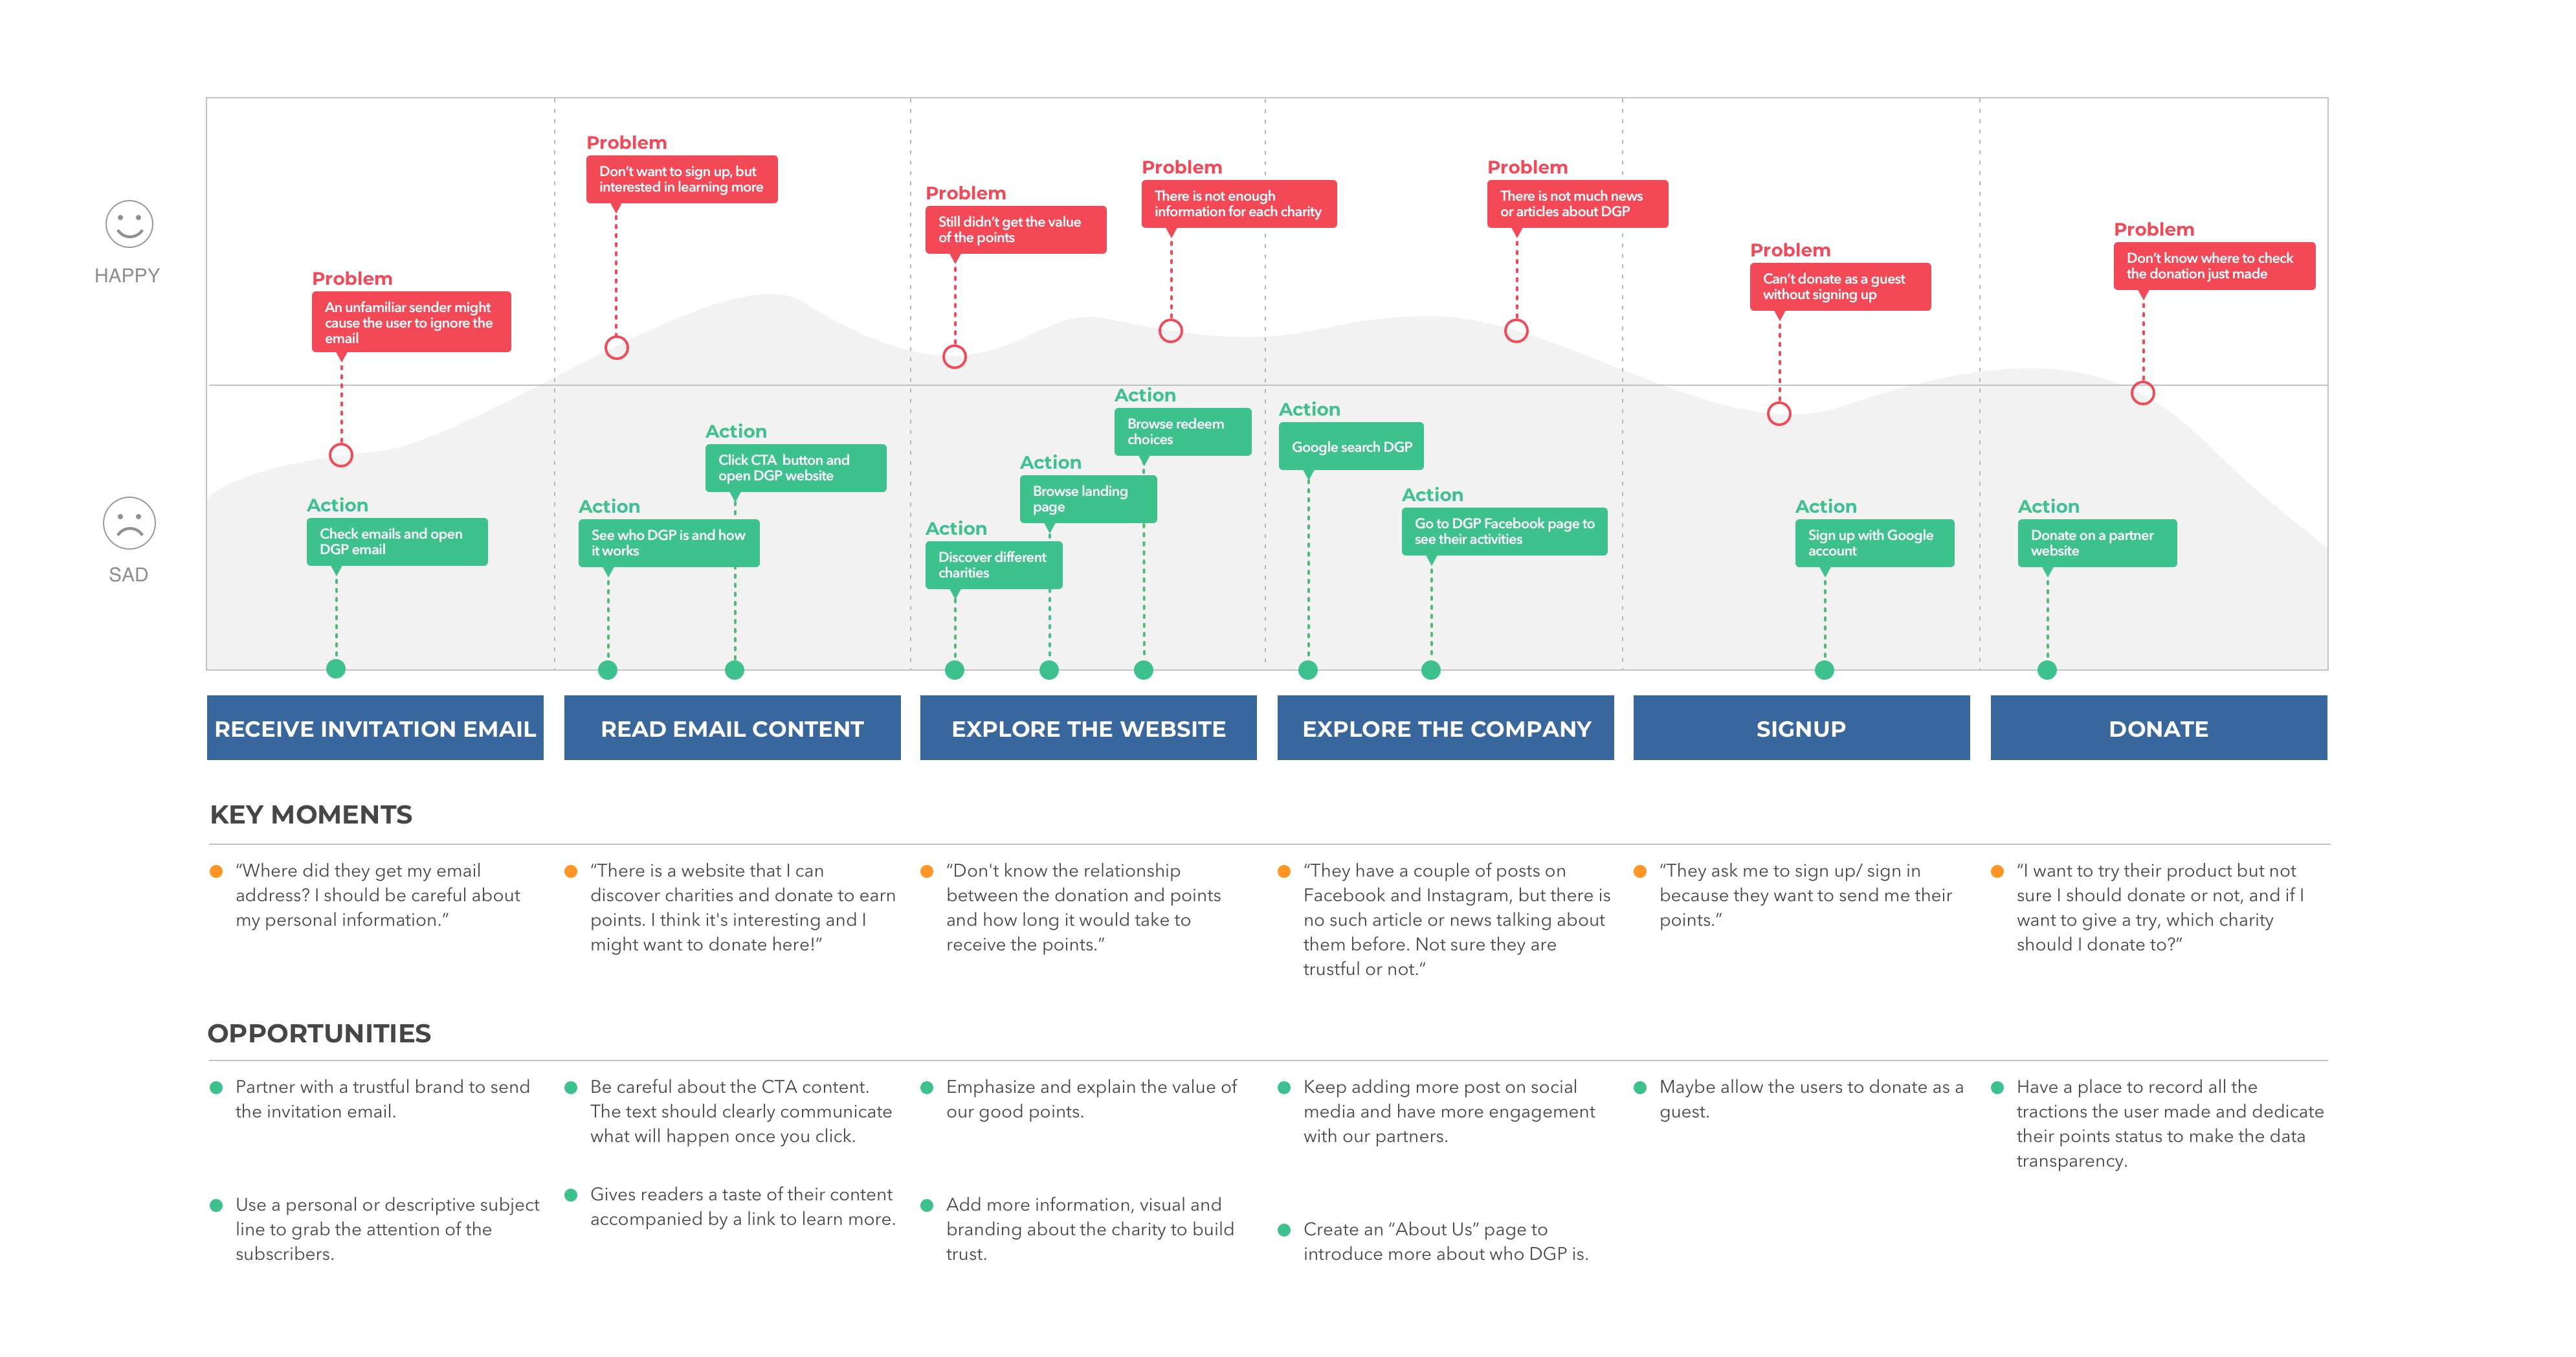 HAPPY
SAD
Problem
An unfamiliar sender might
cause the user to ignore the
email
Action
Check emails and open
DGP email
Problem
Don't want to sign up, but
interested in learning more
Action
See who DGP is and how
it works
Action
Click CTA button and
open DGP website
Problem
Still didn't get the value
of the points
Problem
There is not enough
information for each charity
Action
Discover different
charities
Action
Browse landing
page
Action
Browse redeem
choices
Problem
There is not much news
or articles about DGP
Action
Google search DGP
Action
Go to DGP Facebook page to
see their activities
Problem
Can't donate as a guest
without signing up
Action
Sign up with Google
account
Problem
Don't know where to check
the donation just made
Action
Donate on a partner
website
RECEIVE INVITATION EMAIL
READ EMAIL CONTENT
EXPLORE THE WEBSITE
EXPLORE THE COMPANY
SIGNUP
DONATE
KEY MOMENTS
“Where did they get my email
address? I should be careful about
my personal information.”
“There is a website that I can
discover charities and donate to earn
points. I think it's interesting and I
might want to donate here!”
“Don't know the relationship
between the donation and points
and how long it would take to
receive the points.”
“They have a couple of posts on
Facebook and Instagram, but there is
no such article or news talking about
them before. Not sure they are
trustful or not.“
“They ask me to sign up/ sign in
because they want to send me their
points.”
“I want to try their product but not
sure I should donate or not, and if I
want to give a try, which charity
should I donate to?”
OPPORTUNITIES
Partner with a trustful brand to send
the invitation email.
Use a personal or descriptive subject
line to grab the attention of the
subscribers.
Be careful about the CTA content.
The text should clearly communicate
what will happen once you click.
Gives readers a taste of their content
accompanied by a link to learn more.
Emphasize and explain the value of
our good points.
Add more information, visual and
branding about the charity to build
trust.
Keep adding more post on social
media and have more engagement
with our partners.
Create an “About Us” page to
introduce more about who DGP is.
Maybe allow the users to donate as a
guest.
Have a place to record all the
tractions the user made and dedicate
their points status to make the data
transparency.